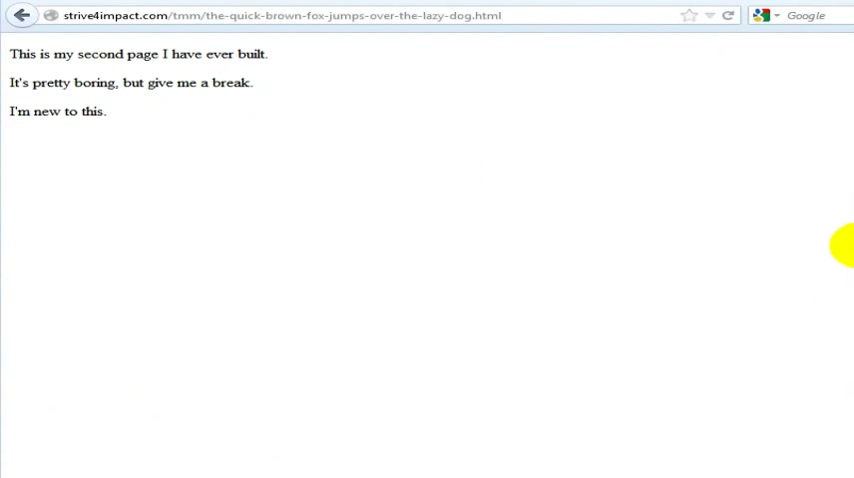 strive4impact.com/tmm/the-quick-brown-fox-jumps-over-the-lazy-dog.html
Google
This is my second page I have ever built.
It's pretty boring, but give me a break.
I'm new to this.